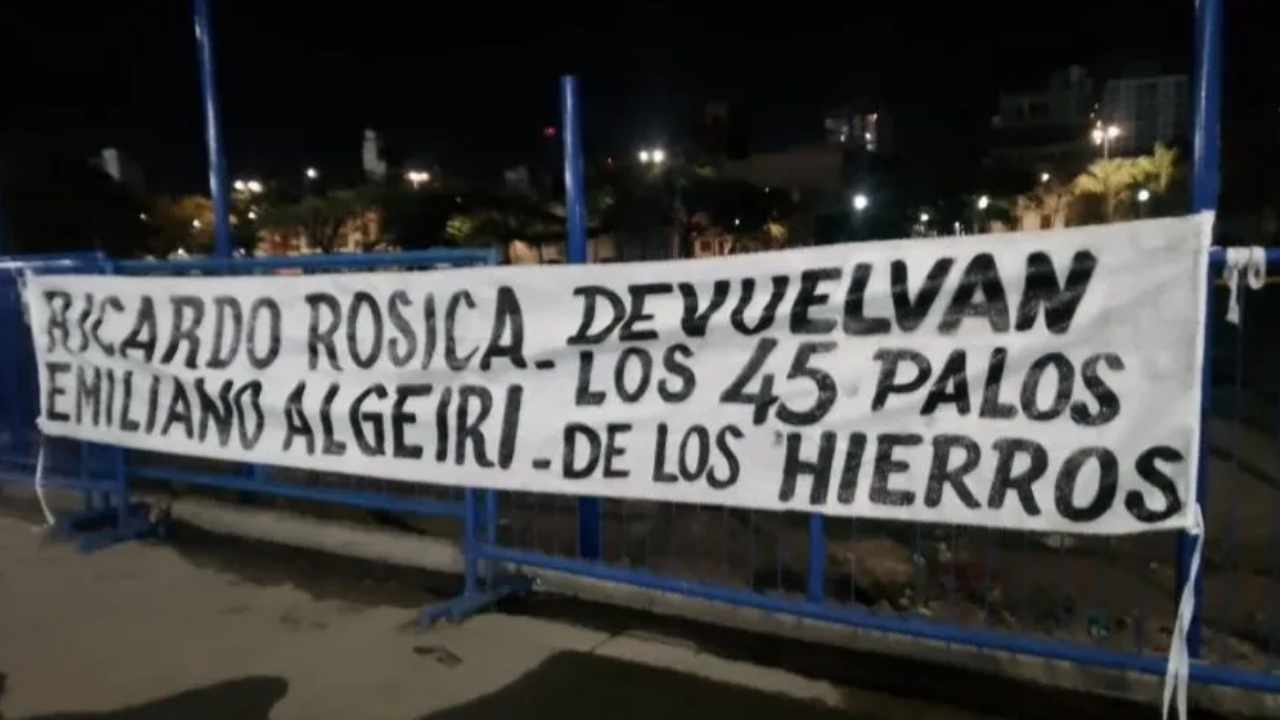 RICARDO ROSICA -
EMILIANO ALGEIRI -
DEVUELVAN
LOS 45 PALOS
DE LOS HIERROS